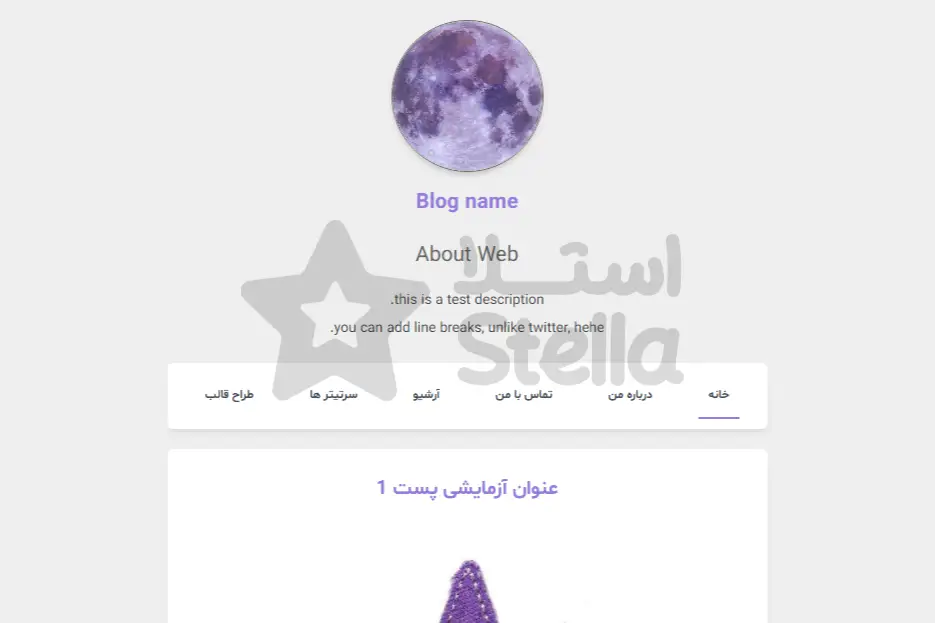 Blog name
About Web
استلا
.this is a test description
.you can add line breaks, unlike twitter, hehe
Stella
خانه درباره من تماس با من آرشیو سرتیتر ها طراح قالب
عنوان آزمایشی پست 1